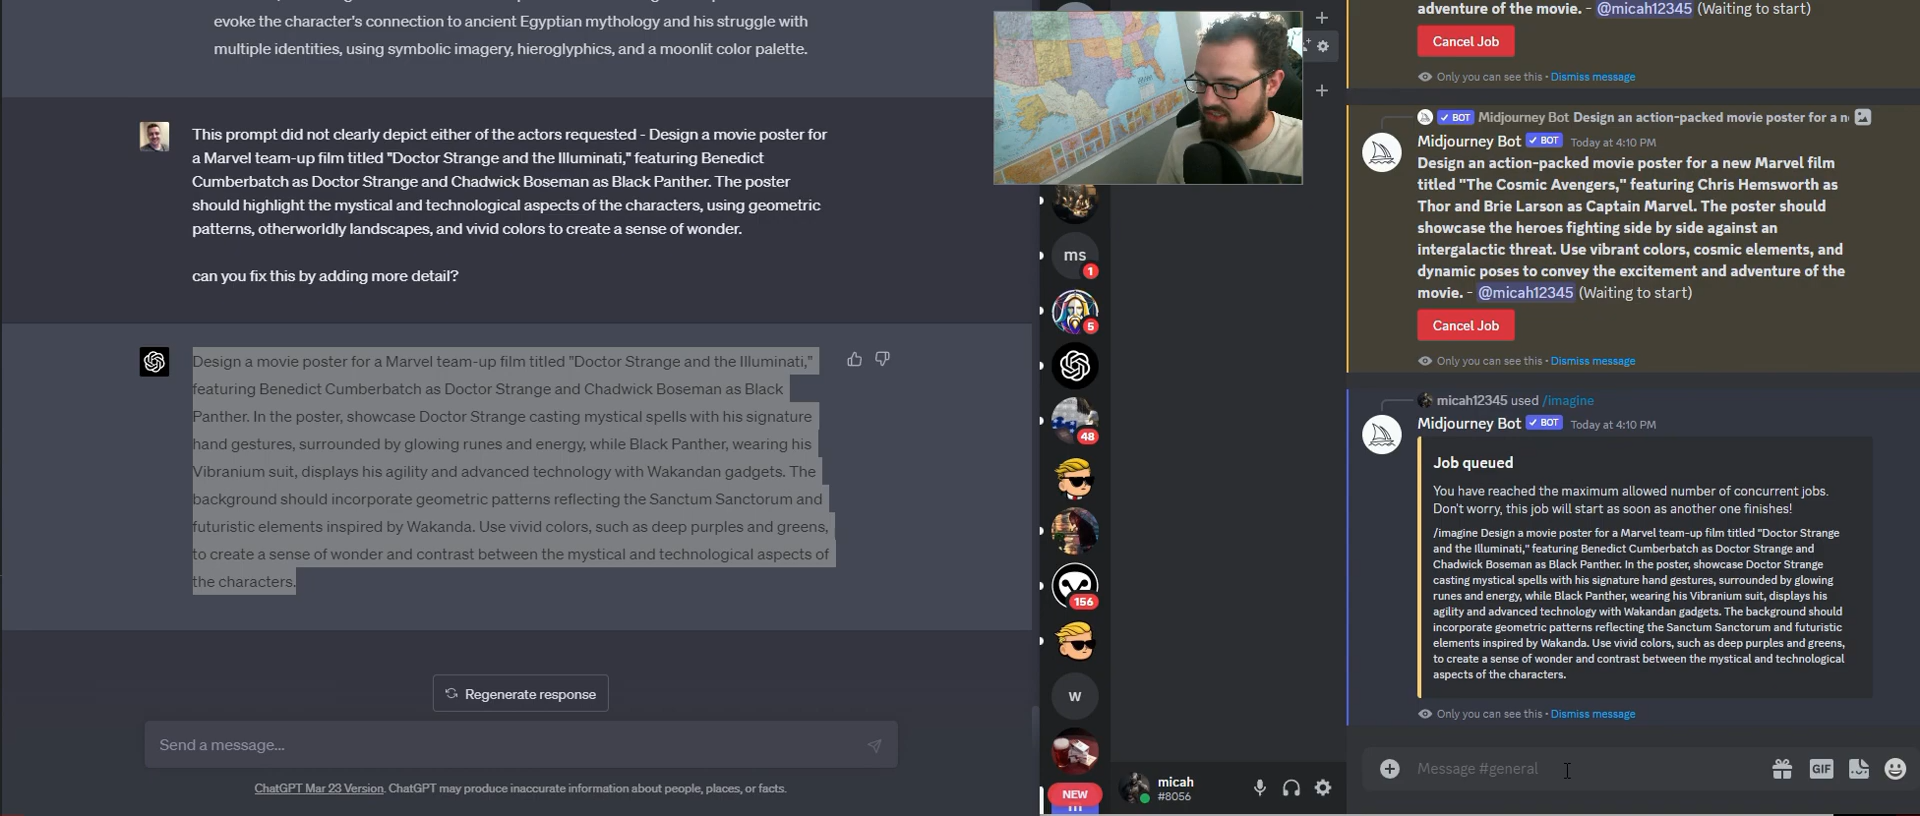 evoke the character's connection to ancient Egyptian mythology and his struggle with
multiple identities, using symbolic imagery, hieroglyphics, and a moonlit color palette.
This prompt did not clearly depict either of the actors requested - Design a movie poster for
a Marvel team-up film titled "Doctor Strange and the Illuminati," featuring Benedict
Cumberbatch as Doctor Strange and Chadwick Boseman as Black Panther. The poster
should highlight the mystical and technological aspects of the characters, using geometric
patterns, otherworldly landscapes, and vivid colors to create a sense of wonder.
can you fix this by adding more detail?
Design a movie poster for a Marvel team-up film titled "Doctor Strange and the Illuminati,"
featuring Benedict Cumberbatch as Doctor Strange and Chadwick Boseman as Black
Panther. In the poster, showcase Doctor Strange casting mystical spells with his signature
hand gestures, surrounded by glowing runes and energy, while Black Panther, wearing his
Vibranium suit, displays his agility and advanced technology with Wakandan gadgets. The
background should incorporate geometric patterns reflecting the Sanctum Sanctorum and
futuristic elements inspired by Wakanda. Use vivid colors, such as deep purples and greens,
to create a sense of wonder and contrast between the mystical and technological aspects of
the characters.
Regenerate response
Send a message...
ChatGPT Mar 23 Version. ChatGPT may produce inaccurate information about people, places, or facts.
ms
1
5
48
156
W
NEW
m
micah
#8056
adventure of the movie. - @micah12345 (Waiting to start)
Cancel Job
Only you can see this • Dismiss message
BOT Midjourney Bot Design an action-packed movie poster for a n
Midjourney Bot BOT Today at 4:10 PM
Design an action-packed movie poster for a new Marvel film
titled "The Cosmic Avengers," featuring Chris Hemsworth as
Thor and Brie Larson as Captain Marvel. The poster should
showcase the heroes fighting side by side against an
intergalactic threat. Use vibrant colors, cosmic elements, and
dynamic poses to convey the excitement and adventure of the
movie. - @micah12345 (Waiting to start)
Cancel Job
Only you can see this • Dismiss message
micah12345 used /imagine
Midjourney Bot BOT Today at 4:10 PM
Job queued
You have reached the maximum allowed number of concurrent jobs.
Don't worry, this job will start as soon as another one finishes!
/imagine Design a movie poster for a Marvel team-up film titled "Doctor Strange
and the Illuminati," featuring Benedict Cumberbatch as Doctor Strange and
Chadwick Boseman as Black Panther. In the poster, showcase Doctor Strange
casting mystical spells with his signature hand gestures, surrounded by glowing
runes and energy, while Black Panther, wearing his Vibranium suit, displays his
agility and advanced technology with Wakandan gadgets. The background should
incorporate geometric patterns reflecting the Sanctum Sanctorum and futuristic
elements inspired by Wakanda. Use vivid colors, such as deep purples and greens,
to create a sense of wonder and contrast between the mystical and technological
aspects of the characters.
Only you can see this • Dismiss message
Message #general
GIF